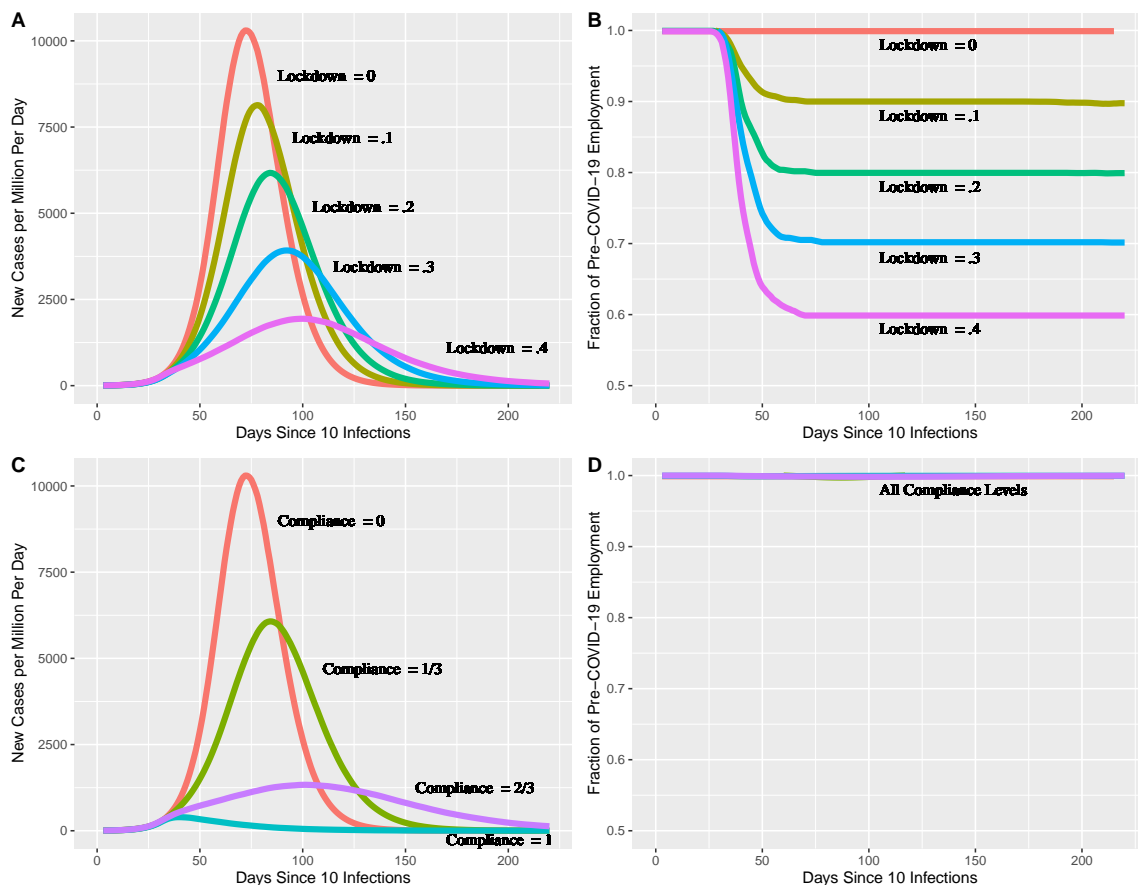 A
New Cases per Million Per Day
10000
7500
5000
2500
0
Lockdown = 0
Lockdown = .1
Lockdown = .2
Lockdown = .3
Lockdown = .4
0 50 100 150 200
Days Since 10 Infections
B
Fraction of Pre−COVID−19 Employment
1.0
0.9
0.8
0.7
0.6
0.5
Lockdown = 0
Lockdown = .1
Lockdown = .2
Lockdown = .3
Lockdown = .4
0 50 100 150 200
Days Since 10 Infections
C
New Cases per Million Per Day
10000
7500
5000
2500
0
Compliance = 0
Compliance = 1/3
Compliance = 2/3
Compliance = 1
0 50 100 150 200
Days Since 10 Infections
D
Fraction of Pre−COVID−19 Employment
1.0
0.9
0.8
0.7
0.6
0.5
All Compliance Levels
0 50 100 150 200
Days Since 10 Infections